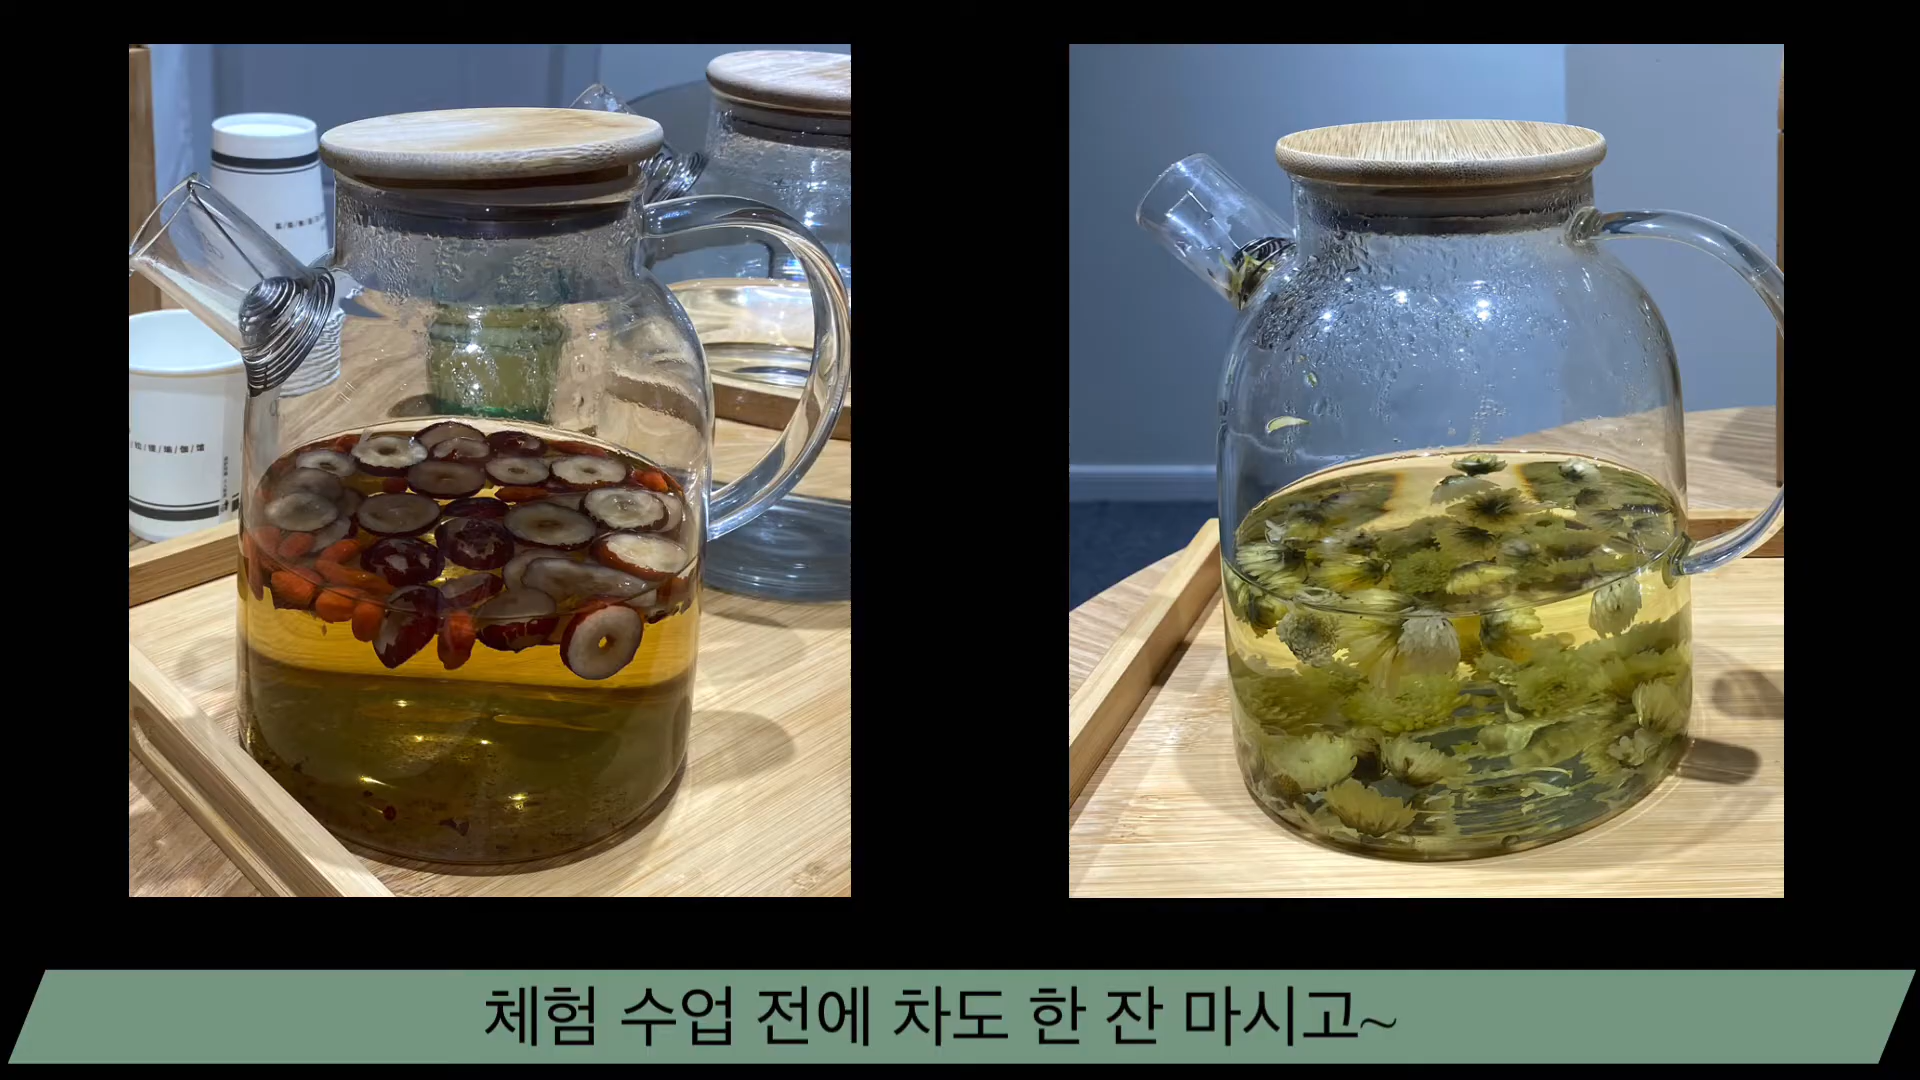 체험 수업 전에 차도 한 잔 마시고~